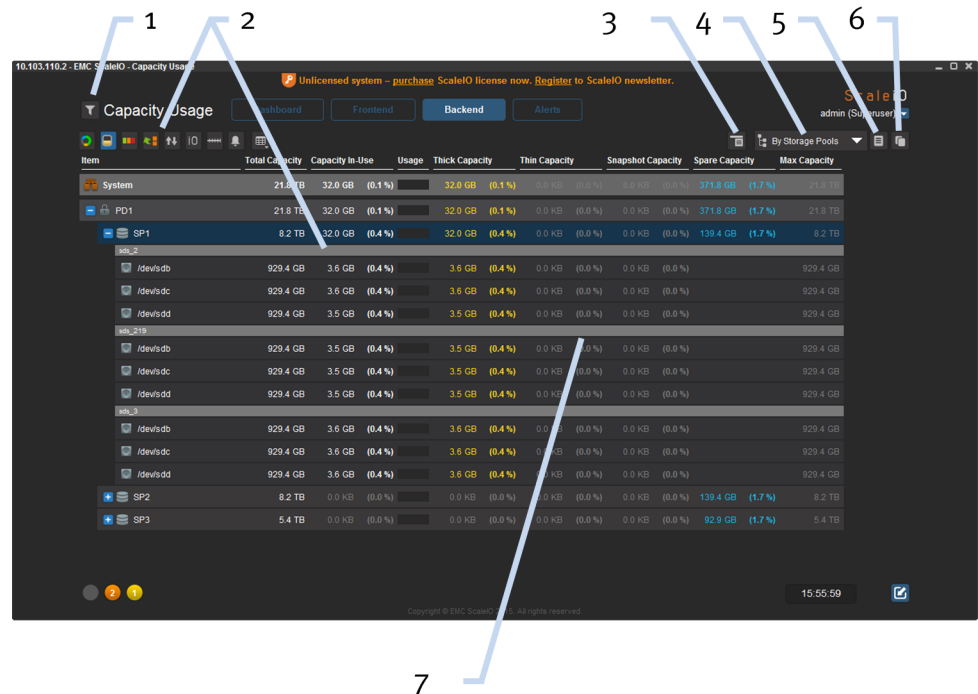 1 2 3 4 5 6
10.103.110.2 - EMC ScaleIO - Capacity Usage
Unlicensed system – purchase ScaleIO license now. Register to ScaleIO newsletter.
ScaleIO
Capacity Usage Dashboard Frontend Backend Alerts admin (Superuser)
IO By Storage Pools
Item Total Capacity Capacity In-Use Usage Thick Capacity Thin Capacity Snapshot Capacity Spare Capacity Max Capacity
System 21.8 TB 32.0 GB (0.1 %) 32.0 GB (0.1 %) 0.0 KB (0.0 %) 0.0 KB (0.0 %) 371.8 GB (1.7 %) 21.8 TB
PD1 21.8 TB 32.0 GB (0.1 %) 32.0 GB (0.1 %) 0.0 KB (0.0 %) 0.0 KB (0.0 %) 371.8 GB (1.7 %) 21.8 TB
SP1 8.2 TB 32.0 GB (0.4 %) 32.0 GB (0.4 %) 0.0 KB (0.0 %) 0.0 KB (0.0 %) 139.4 GB (1.7 %) 8.2 TB
sds_2
/dev/sdb 929.4 GB 3.6 GB (0.4 %) 3.6 GB (0.4 %) 0.0 KB (0.0 %) 0.0 KB (0.0 %) 929.4 GB
/dev/sdc 929.4 GB 3.6 GB (0.4 %) 3.6 GB (0.4 %) 0.0 KB (0.0 %) 0.0 KB (0.0 %) 929.4 GB
/dev/sdd 929.4 GB 3.5 GB (0.4 %) 3.5 GB (0.4 %) 0.0 KB (0.0 %) 0.0 KB (0.0 %) 929.4 GB
sds_219
/dev/sdb 929.4 GB 3.5 GB (0.4 %) 3.5 GB (0.4 %) 0.0 KB (0.0 %) 0.0 KB (0.0 %) 929.4 GB
/dev/sdc 929.4 GB 3.5 GB (0.4 %) 3.5 GB (0.4 %) 0.0 KB (0.0 %) 0.0 KB (0.0 %) 929.4 GB
/dev/sdd 929.4 GB 3.5 GB (0.4 %) 3.5 GB (0.4 %) 0.0 KB (0.0 %) 0.0 KB (0.0 %) 929.4 GB
sds_3
/dev/sdb 929.4 GB 3.6 GB (0.4 %) 3.6 GB (0.4 %) 0.0 KB (0.0 %) 0.0 KB (0.0 %) 929.4 GB
/dev/sdc 929.4 GB 3.6 GB (0.4 %) 3.6 GB (0.4 %) 0.0 KB (0.0 %) 0.0 KB (0.0 %) 929.4 GB
/dev/sdd 929.4 GB 3.6 GB (0.4 %) 3.6 GB (0.4 %) 0.0 KB (0.0 %) 0.0 KB (0.0 %) 929.4 GB
SP2 8.2 TB 0.0 KB (0.0 %) 0.0 KB (0.0 %) 0.0 KB (0.0 %) 0.0 KB (0.0 %) 139.4 GB (1.7 %) 8.2 TB
SP3 5.4 TB 0.0 KB (0.0 %) 0.0 KB (0.0 %) 0.0 KB (0.0 %) 0.0 KB (0.0 %) 92.9 GB (1.7 %) 5.4 TB
2 1 15:55:59
Copyright © EMC ScaleIO 2015. All rights reserved.
7